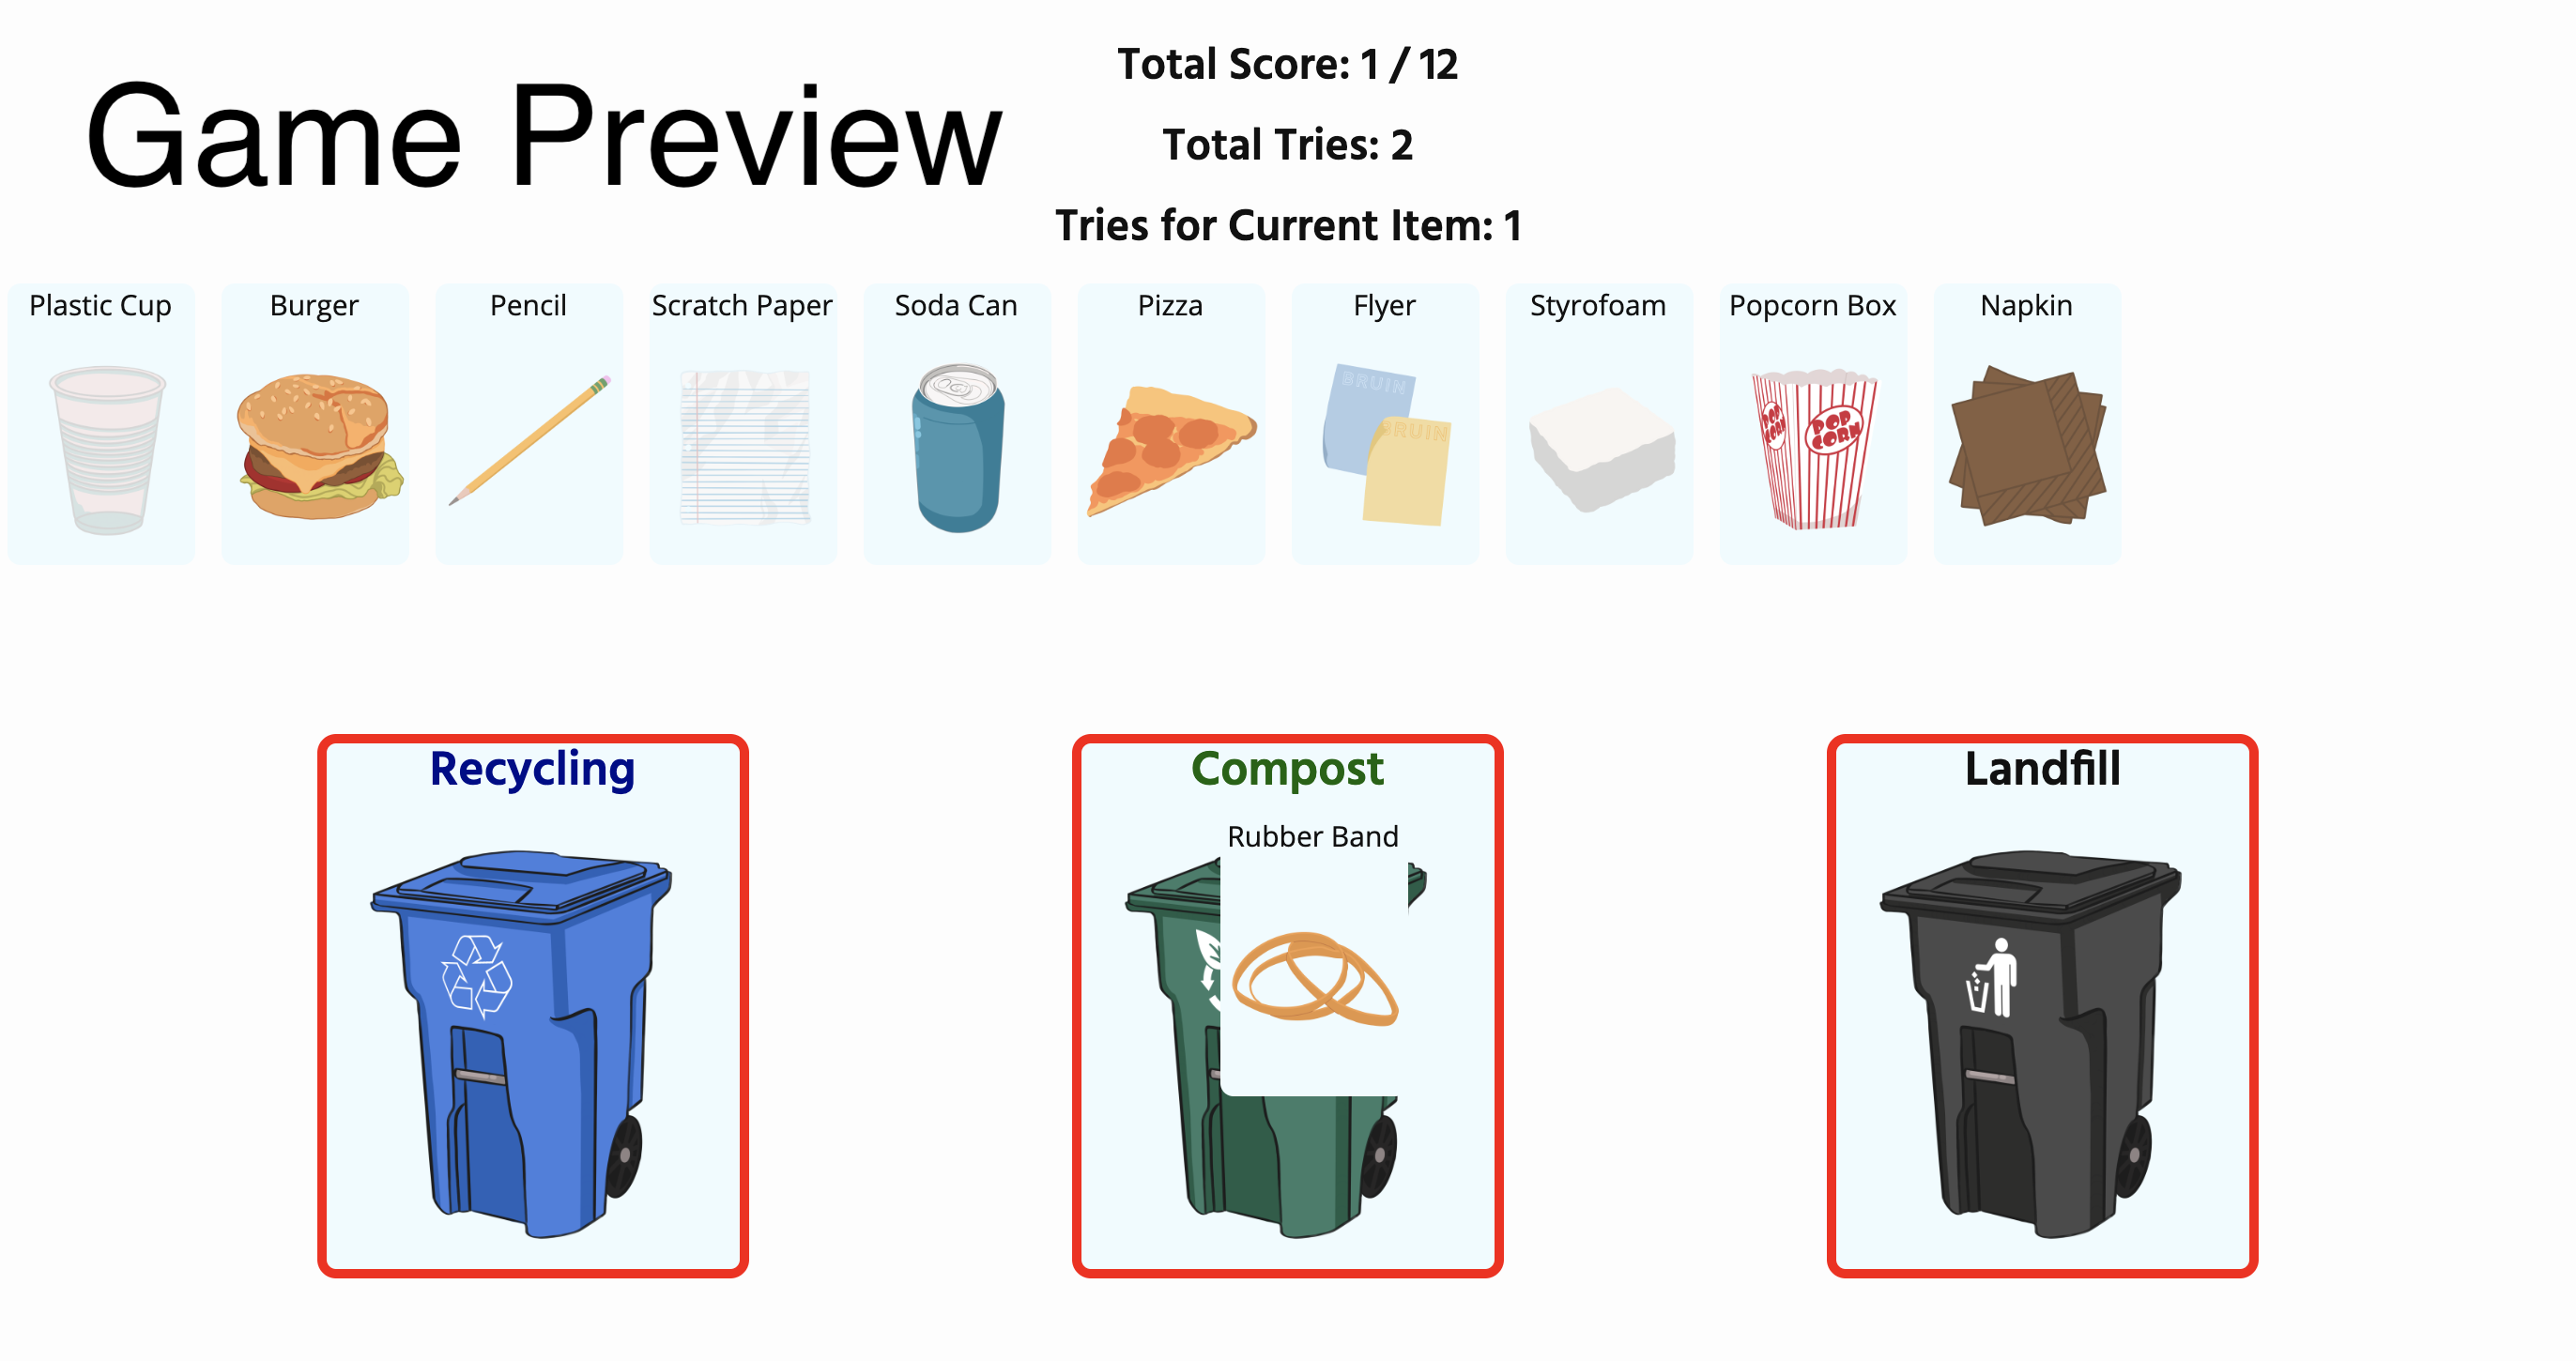 Game Preview
Total Score: 1 / 12
Total Tries: 2
Tries for Current Item: 1
Plastic Cup
Burger
Pencil
Scratch Paper
Soda Can
Pizza
Flyer
Styrofoam
Popcorn Box
Napkin
BRUIN
BRUIN
POP CORN
POP CORN
Recycling
Compost
Landfill
Rubber Band